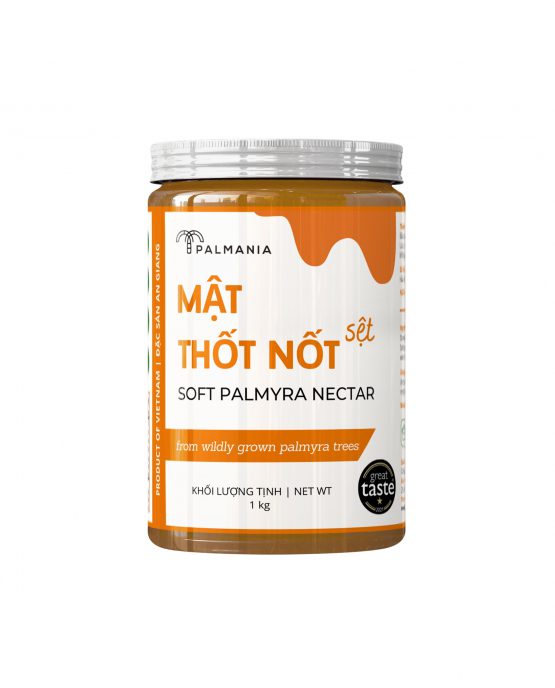 PALMANIA
MẬT
THỐT NỐT sệt
SOFT PALMYRA NECTAR
from wildly grown palmyra trees
KHỐI LƯỢNG TỊNH | NET WT
1 kg
great
taste
PRODUCT OF VIETNAM | ĐẶC SẢN AN GIANG